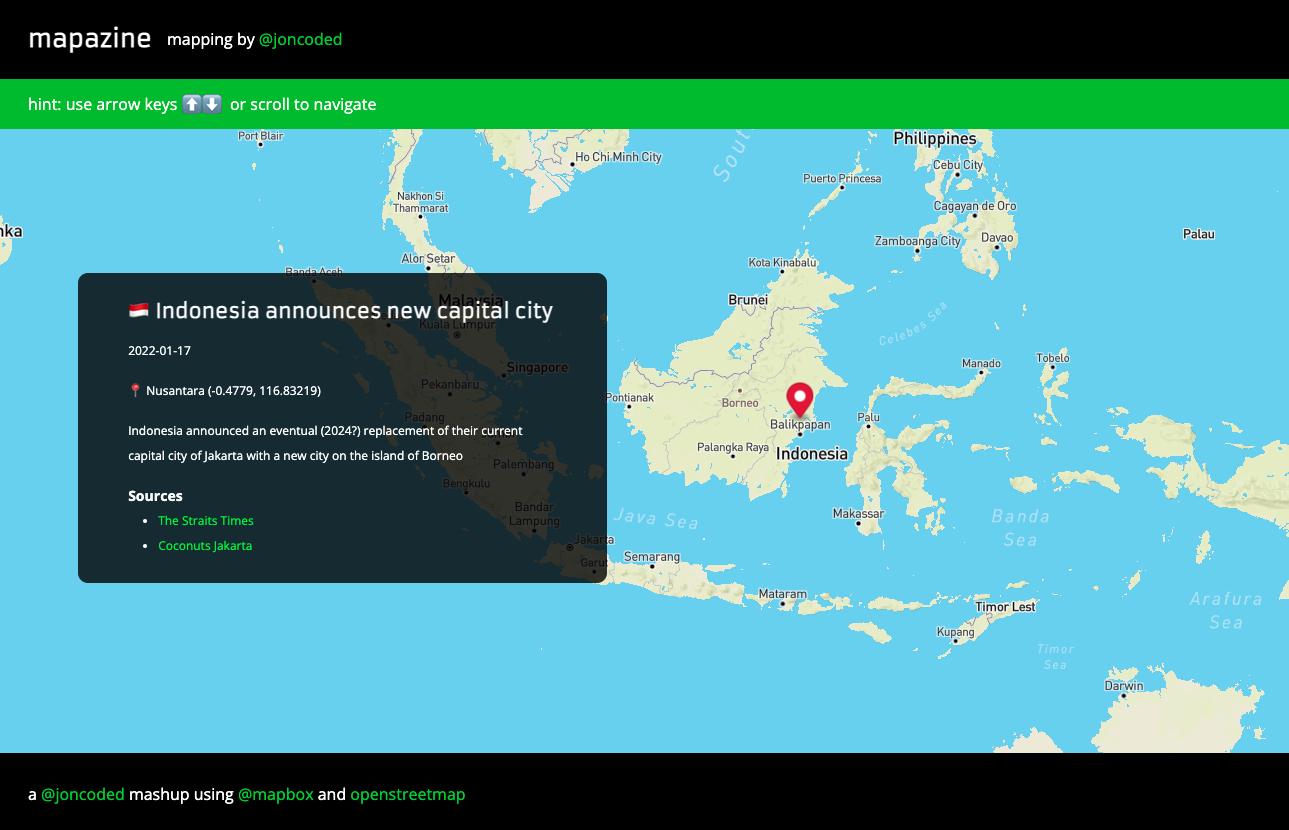 mapazine mapping by @joncoded
hint: use arrow keys ⬆️⬇️ or scroll to navigate
Port Blair
Ho Chi Minh City
Philippines
Cebu City
Puerto Princesa
Nakhon Si
Thammarat
Cagayan de Oro
nka
Palau
Zamboanga City
Davao
Alor Setar
Kota Kinabalu
Banda Aceh
Malaysia
Brunei
🇮🇩 Indonesia announces new capital city
Kuala Lumpur
Celebes Sea
2022-01-17
Singapore
Manado
Tobelo
Pekanbaru
📍 Nusantara (-0.4779, 116.83219)
Pontianak
Borneo
Padang
Balikpapan
Palu
Indonesia announced an eventual (2024?) replacement of their current
capital city of Jakarta with a new city on the island of Borneo
Palangka Raya
Indonesia
Palembang
Bengkulu
Sources
Bandar
Lampung
The Straits Times
Java Sea
Makassar
Banda
Sea
Coconuts Jakarta
Jakarta
Garut
Semarang
Mataram
Timor Lest
Arafura
Sea
Kupang
Timor
Sea
Darwin
a @joncoded mashup using @mapbox and openstreetmap